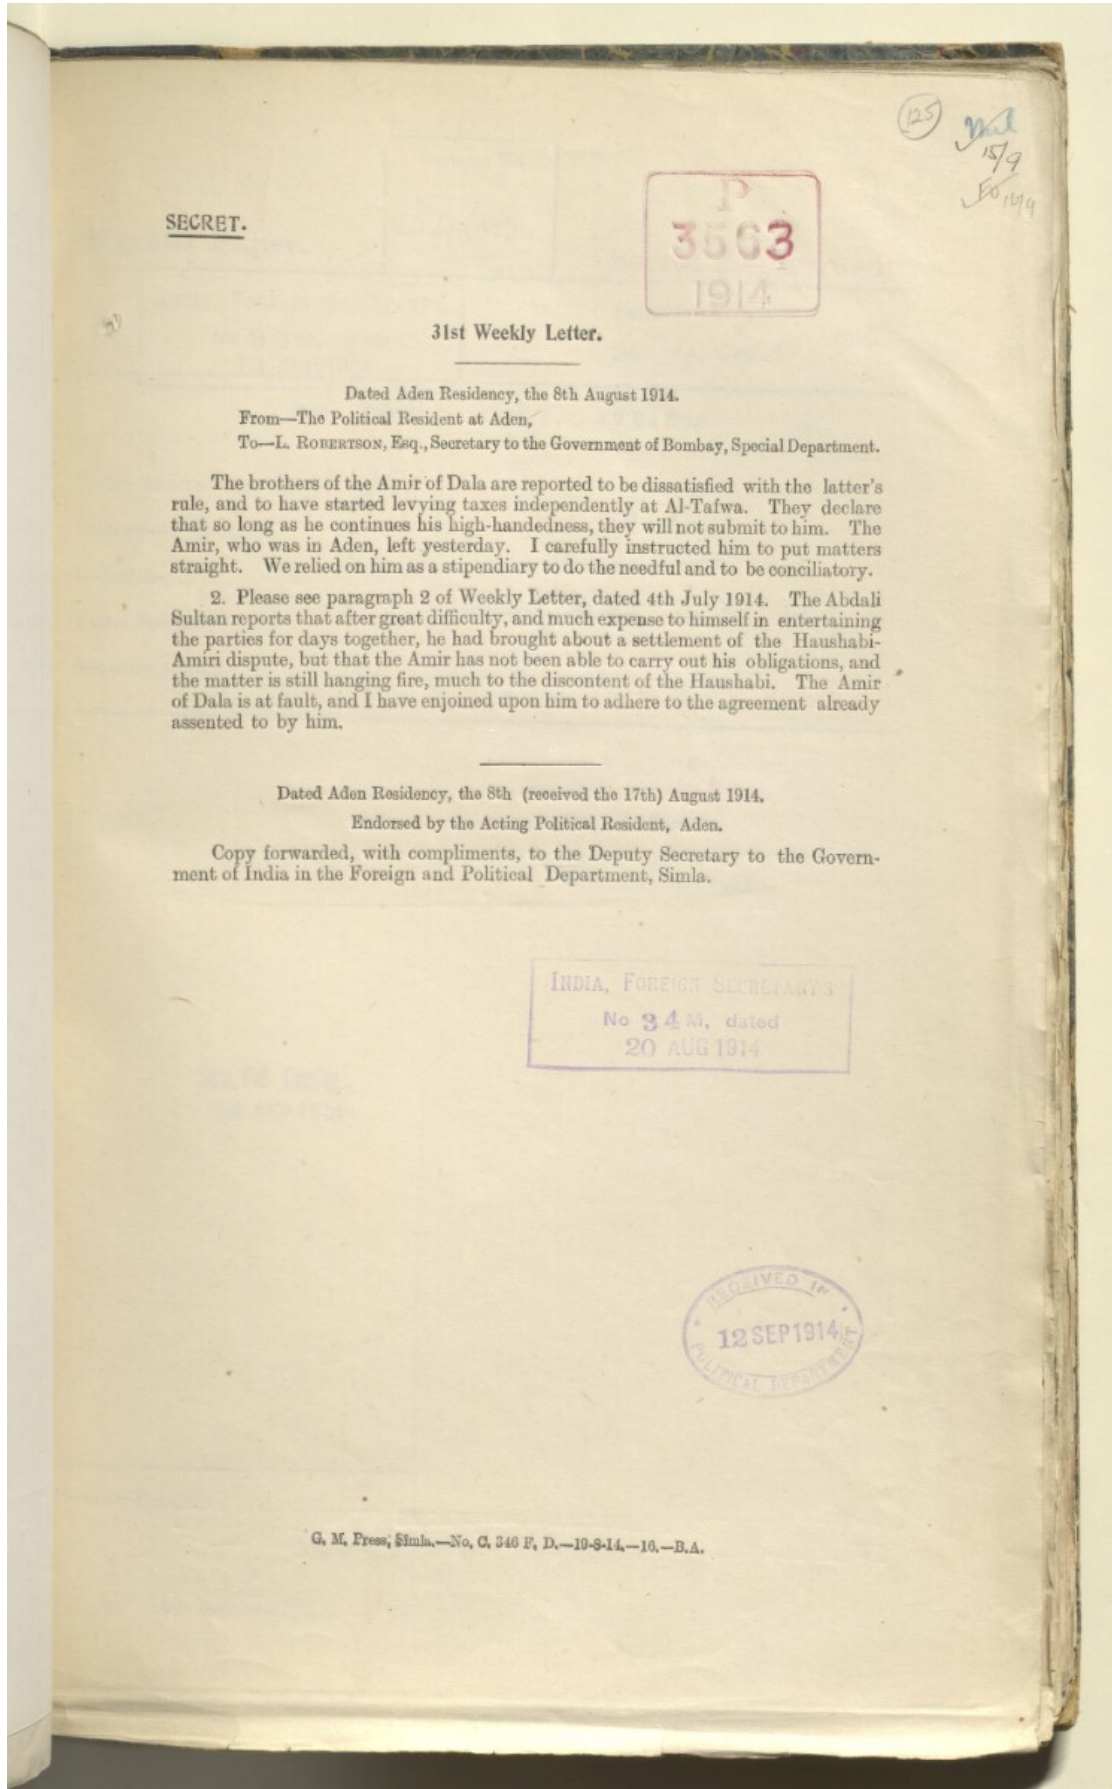 125
15/9
SECRET.
P
3563
1914
31st Weekly Letter.
Dated Aden Residency, the 8th August 1914.
From—The Political Resident at Aden,
To—L. ROBERTSON, Esq., Secretary to the Government of Bombay, Special Department.
The brothers of the Amir of Dala are reported to be dissatisfied with the latter's
rule, and to have started levying taxes independently at Al-Tafwa. They declare
that so long as he continues his high-handedness, they will not submit to him. The
Amir, who was in Aden, left yesterday. I carefully instructed him to put matters
straight. We relied on him as a stipendiary to do the needful and to be conciliatory.
2. Please see paragraph 2 of Weekly Letter, dated 4th July 1914. The Abdali
Sultan reports that after great difficulty, and much expense to himself in entertaining
the parties for days together, he had brought about a settlement of the Haushabi-
Amiri dispute, but that the Amir has not been able to carry out his obligations, and
the matter is still hanging fire, much to the discontent of the Haushabi. The Amir
of Dala is at fault, and I have enjoined upon him to adhere to the agreement already
assented to by him.
Dated Aden Residency, the 8th (received the 17th) August 1914.
Endorsed by the Acting Political Resident, Aden.
Copy forwarded, with compliments, to the Deputy Secretary to the Govern-
ment of India in the Foreign and Political Department, Simla.
INDIA, FOREIGN SECRETARY'S
No 34 M, dated
20 AUG 1914
RECEIVED IN
12 SEP 1914
POLITICAL DEPARTMENT
G. M. Press, Simla.—No. C. 346 F. D.—19-8-14.—16.—B.A.